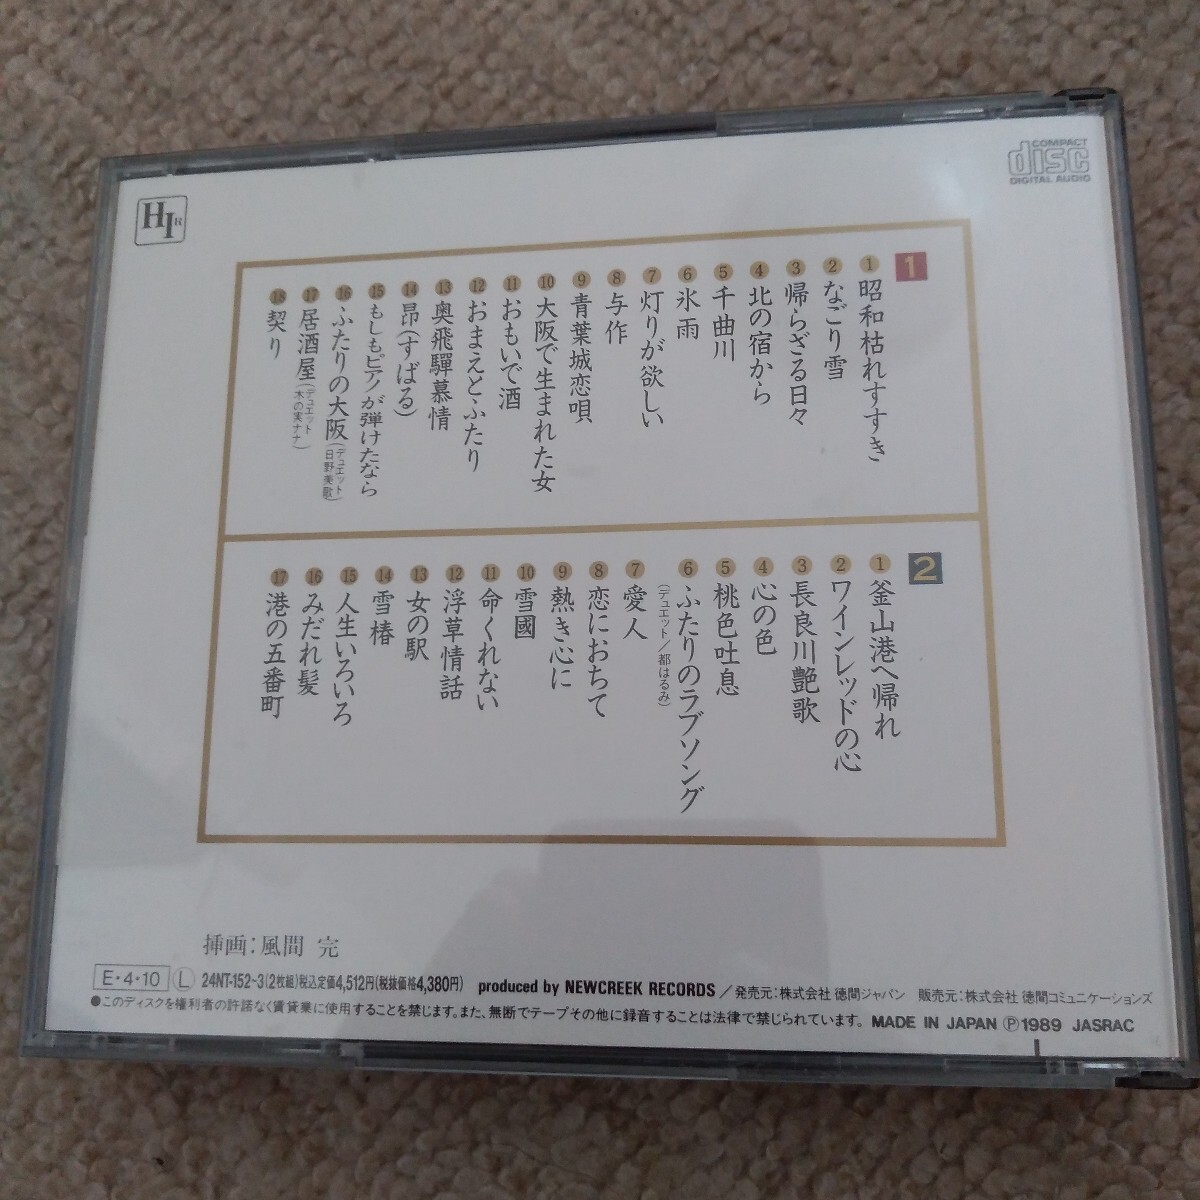 HIR
COMPACT
disc
DIGITAL AUDIO
1
1 昭和枯れすすき
2 なごり雪
3 帰らざる日々
4 北の宿から
5 千曲川
6 氷雨
7 灯りが欲しい
8 与作
9 青葉城恋唄
10 大阪で生まれた女
11 おもいで酒
12 おまえとふたり
13 奥飛驒慕情
14 昴(すばる)
15 もしもピアノが弾けたなら
16 ふたりの大阪(デュエット 日野美歌)
17 居酒屋(デュエット 木の実ナナ)
18 契り
2
1 釜山港へ帰れ
2 ワインレッドの心
3 長良川艶歌
4 心の色
5 桃色吐息
6 ふたりのラブソング
(デュエット/都はるみ)
7 愛人
8 恋におちて
9 熱き心に
10 雪國
11 命くれない
12 浮草情話
13 女の駅
14 雪椿
15 人生いろいろ
16 みだれ髪
17 港の五番町
挿画:風間 完
E・4・10 L 24NT-152~3(2枚組)税込定価4,512円(税抜価格4,380円) produced by NEWCREEK RECORDS/発売元:株式会社 徳間ジャパン 販売元:株式会社 徳間コミュニケーションズ
●このディスクを権利者の許諾なく賃貸業に使用することを禁じます。また、無断でテープその他に録音することは法律で禁じられています。 MADE IN JAPAN Ⓟ1989 JASRAC